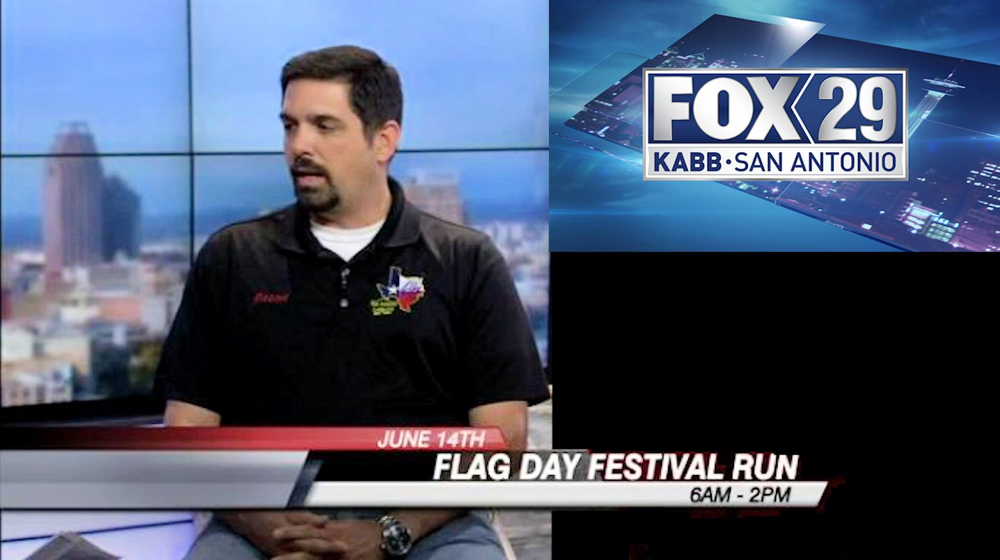 FOX 29
KABB•SAN ANTONIO
JUNE 14TH
FLAG DAY FESTIVAL RUN
6AM - 2PM